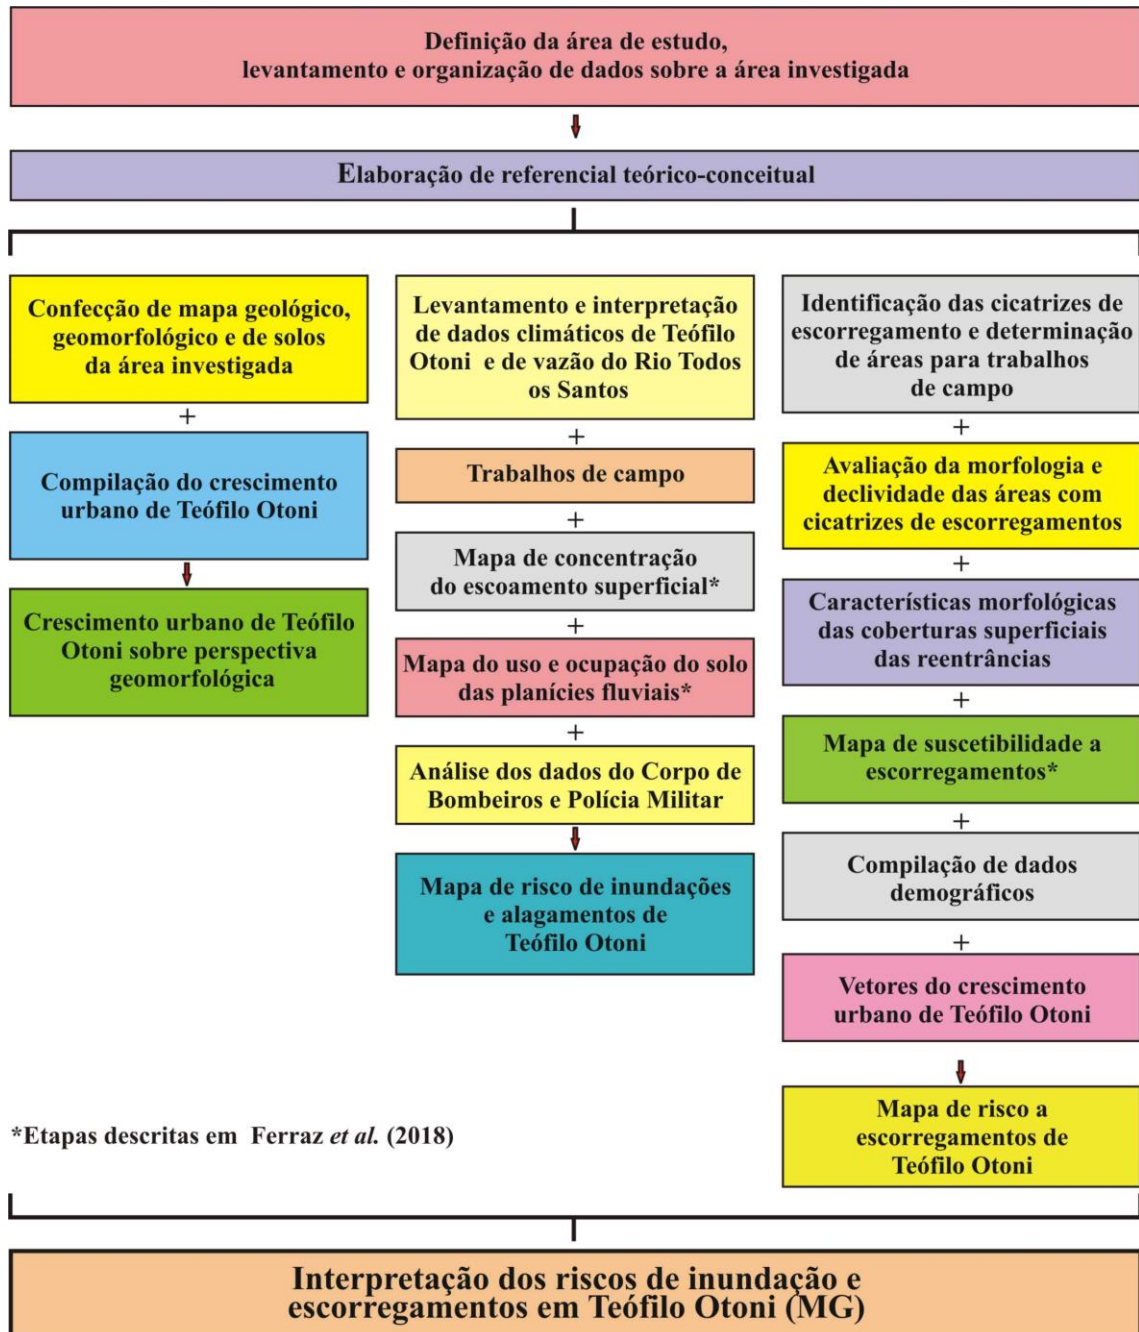 Definição da área de estudo,
levantamento e organização de dados sobre a área investigada
Elaboração de referencial teórico-conceitual
Confecção de mapa geológico,
geomorfológico e de solos
da área investigada
+
Compilação do crescimento
urbano de Teófilo Otoni
Crescimento urbano de Teófilo
Otoni sobre perspectiva
geomorfológica
Levantamento e interpretação
de dados climáticos de Teófilo
Otoni e de vazão do Rio Todos
os Santos
+
Trabalhos de campo
+
Mapa de concentração
do escoamento superficial*
+
Mapa do uso e ocupação do solo
das planícies fluviais*
+
Análise dos dados do Corpo de
Bombeiros e Polícia Militar
Mapa de risco de inundações
e alagamentos de
Teófilo Otoni
Identificação das cicatrizes de
escorregamento e determinação
de áreas para trabalhos
de campo
+
Avaliação da morfologia e
declividade das áreas com
cicatrizes de escorregamentos
+
Características morfológicas
das coberturas superficiais
das reentrâncias
+
Mapa de suscetibilidade a
escorregamentos*
+
Compilação de dados
demográficos
+
Vetores do crescimento
urbano de Teófilo Otoni
Mapa de risco a
escorregamentos de
Teófilo Otoni
*Etapas descritas em Ferraz et al. (2018)
Interpretação dos riscos de inundação e
escorregamentos em Teófilo Otoni (MG)